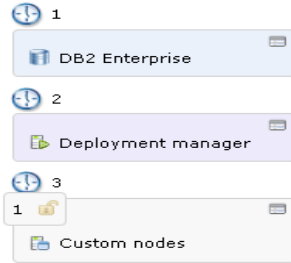 1
DB2 Enterprise
2
Deployment manager
3
1
Custom nodes